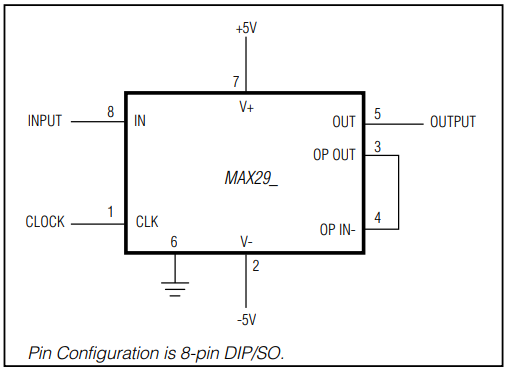 +5V
7
V+
INPUT 8 IN
OUT 5 OUTPUT
OP OUT 3
MAX29_
CLOCK 1 CLK
OP IN- 4
6 V-
2
-5V
Pin Configuration is 8-pin DIP/SO.